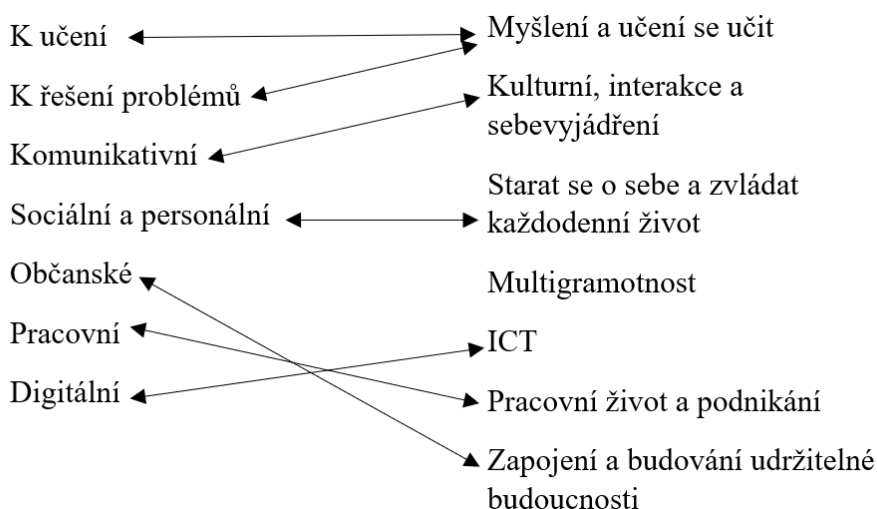 K učení
K řešení problémů
Komunikativní
Sociální a personální
Občanské
Pracovní
Digitální
Myšlení a učení se učit
Kulturní, interakce a
sebevyjádření
Starat se o sebe a zvládat
každodenní život
Multigramotnost
ICT
Pracovní život a podnikání
Zapojení a budování udržitelné
budoucnosti